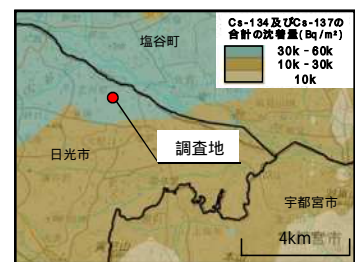 Cs-134及びCs-137の
合計の沈着量(Bq/m²)
30k - 60k
10k - 30k
10k
塩谷町
調査地
日光市
宇都宮市
4km